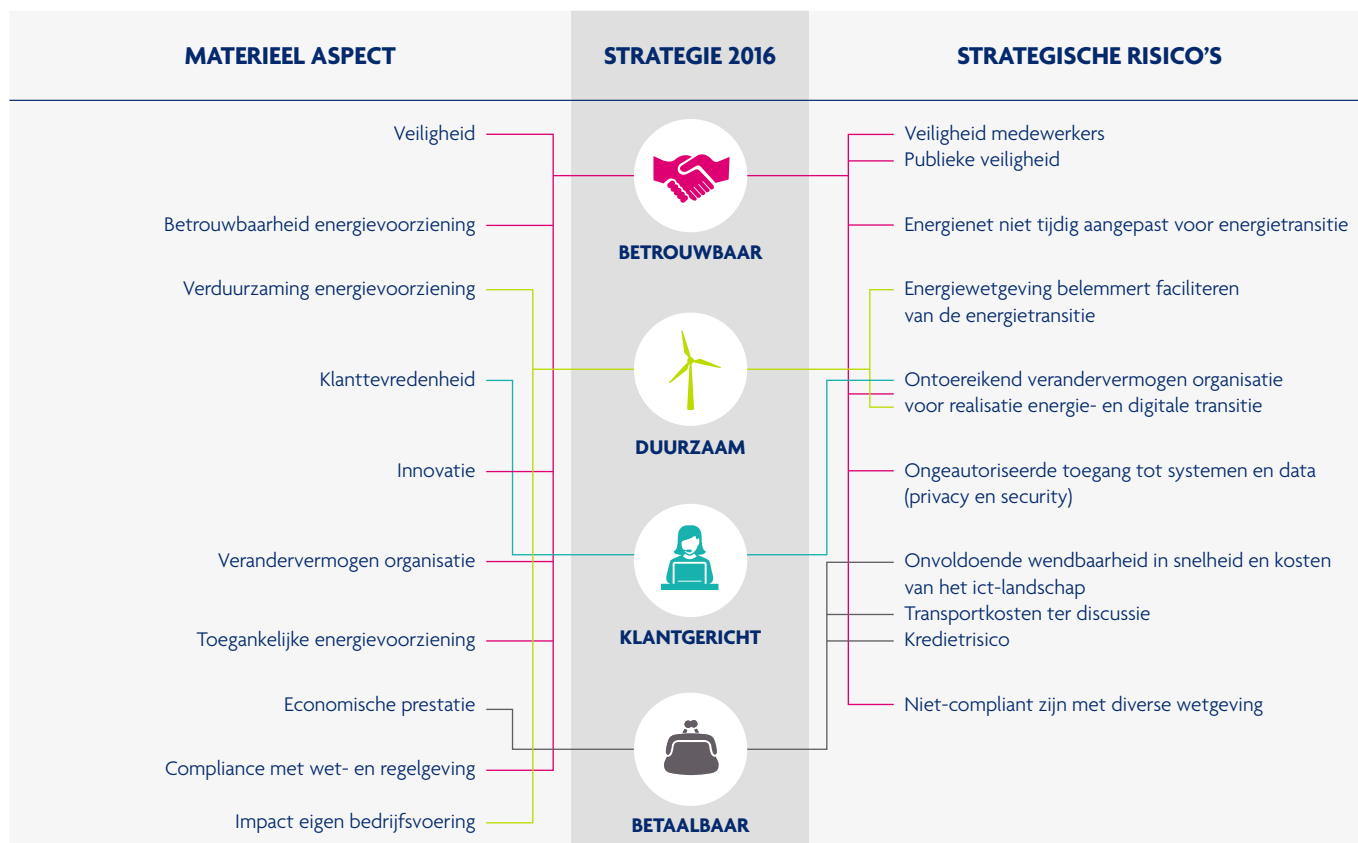 MATERIEEL ASPECT
STRATEGIE 2016
STRATEGISCHE RISICO’S
Veiligheid
Betrouwbaarheid energievoorziening
Verduurzaming energievoorziening
Klanttevredenheid
Innovatie
Verandervermogen organisatie
Toegankelijke energievoorziening
Economische prestatie
Compliance met wet- en regelgeving
Impact eigen bedrijfsvoering
BETROUWBAAR
DUURZAAM
KLANTGERICHT
BETAALBAAR
Veiligheid medewerkers
Publieke veiligheid
Energienet niet tijdig aangepast voor energietransitie
Energiewetgeving belemmert faciliteren
van de energietransitie
Ontoereikend verandervermogen organisatie
voor realisatie energie- en digitale transitie
Ongeautoriseerde toegang tot systemen en data
(privacy en security)
Onvoldoende wendbaarheid in snelheid en kosten
van het ict-landschap
Transportkosten ter discussie
Kredietrisico
Niet-compliant zijn met diverse wetgeving